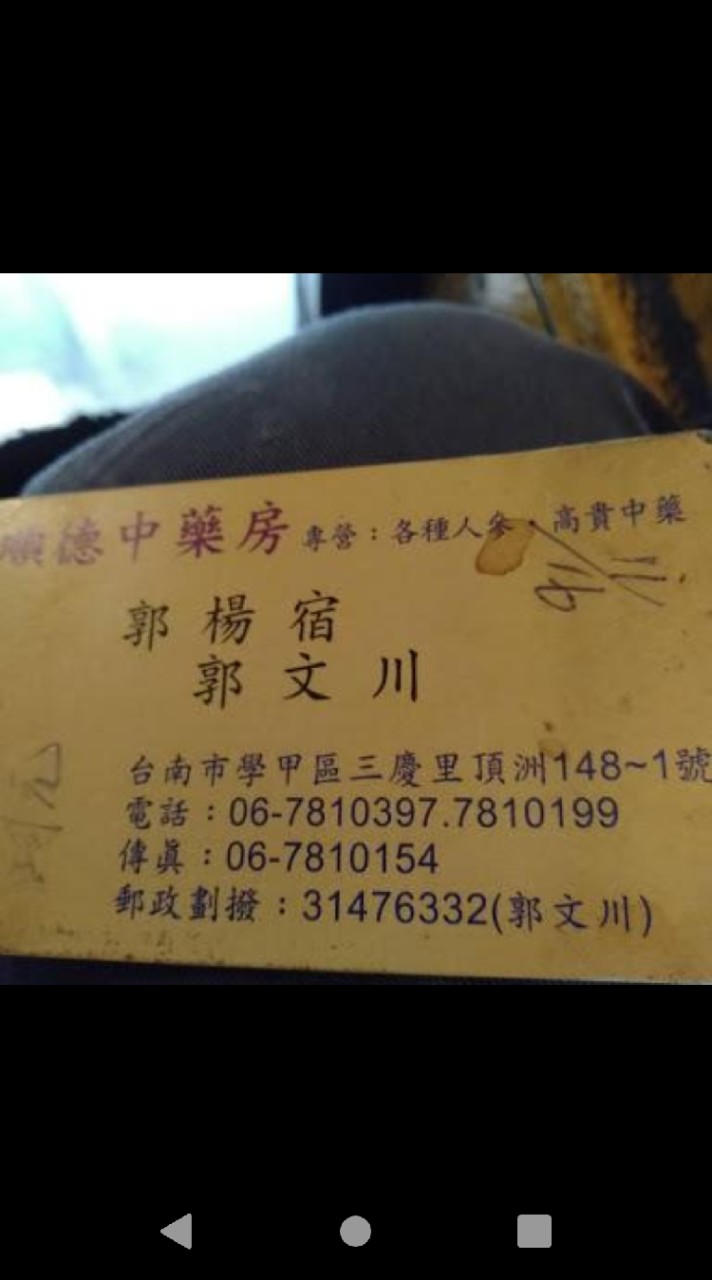 順德中藥房 專營：各種人參．高貴中藥
郭楊宿
郭文川
台南市學甲區三慶里頂洲148~1號
電話：06-7810397.7810199
傳真：06-7810154
郵政劃撥：31476332(郭文川)